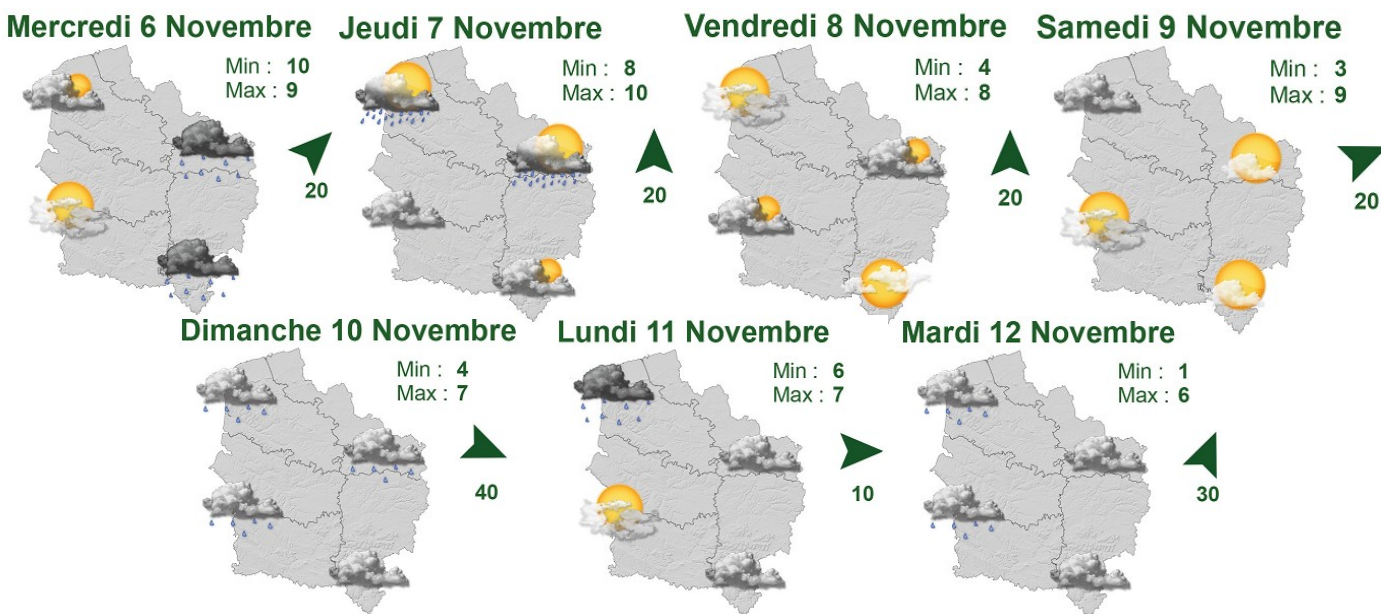 Mercredi 6 Novembre
Min : 10
Max : 9
20
Jeudi 7 Novembre
Min : 8
Max : 10
20
Vendredi 8 Novembre
Min : 4
Max : 8
20
Samedi 9 Novembre
Min : 3
Max : 9
20
Dimanche 10 Novembre
Min : 4
Max : 7
40
Lundi 11 Novembre
Min : 6
Max : 7
10
Mardi 12 Novembre
Min : 1
Max : 6
30